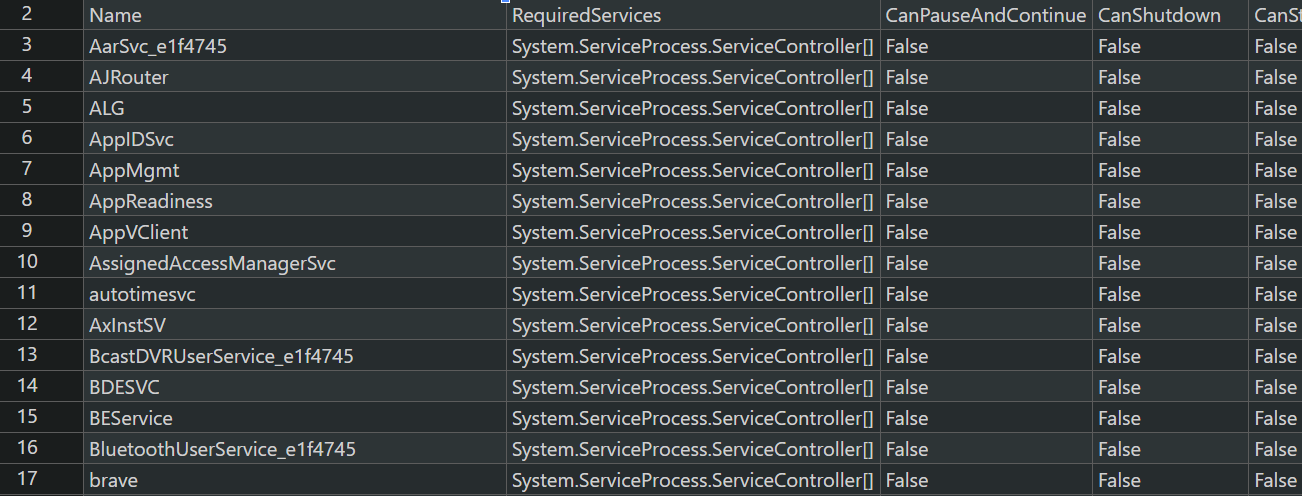 2 Name RequiredServices CanPauseAndContinue CanShutdown CanSt
3 AarSvc_e1f4745 System.ServiceProcess.ServiceController[] False False False
4 AJRouter System.ServiceProcess.ServiceController[] False False False
5 ALG System.ServiceProcess.ServiceController[] False False False
6 AppIDSvc System.ServiceProcess.ServiceController[] False False False
7 AppMgmt System.ServiceProcess.ServiceController[] False False False
8 AppReadiness System.ServiceProcess.ServiceController[] False False False
9 AppVClient System.ServiceProcess.ServiceController[] False False False
10 AssignedAccessManagerSvc System.ServiceProcess.ServiceController[] False False False
11 autotimesvc System.ServiceProcess.ServiceController[] False False False
12 AxInstSV System.ServiceProcess.ServiceController[] False False False
13 BcastDVRUserService_e1f4745 System.ServiceProcess.ServiceController[] False False False
14 BDESVC System.ServiceProcess.ServiceController[] False False False
15 BEService System.ServiceProcess.ServiceController[] False False False
16 BluetoothUserService_e1f4745 System.ServiceProcess.ServiceController[] False False False
17 brave System.ServiceProcess.ServiceController[] False False False